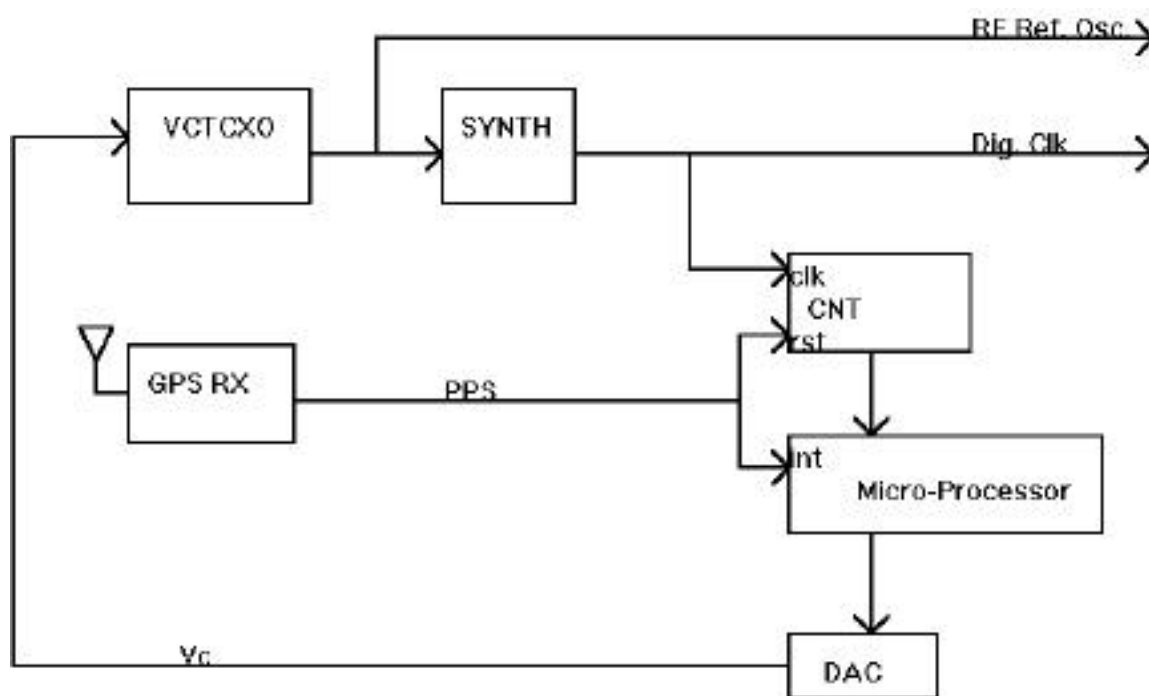 RF Ref. Osc.
VCTCXO
SYNTH
Dig. Clk
clk
CNT
rst
GPS RX
PPS
int
Micro-Processor
Vc
DAC